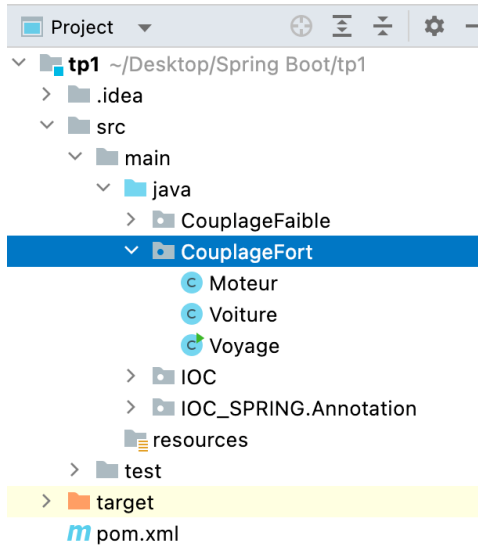 Project
tp1 ~/Desktop/Spring Boot/tp1
.idea
src
main
java
CouplageFaible
CouplageFort
C Moteur
C Voiture
C Voyage
IOC
IOC_SPRING.Annotation
resources
test
target
m pom.xml